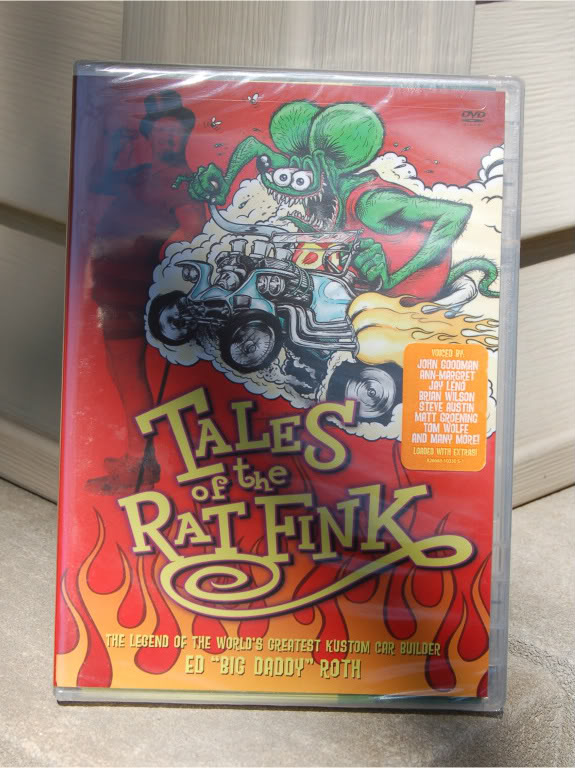 DVD
VOICED BY
JOHN GOODMAN
ANN-MARGRET
JAY LENO
BRIAN WILSON
STEVE AUSTIN
MATT GROENING
TOM WOLFE
AND MANY MORE!
LOADED WITH EXTRAS!
TALES
of the
RAT FINK
THE LEGEND OF THE WORLD'S GREATEST KUSTOM CAR BUILDER
ED "BIG DADDY" ROTH